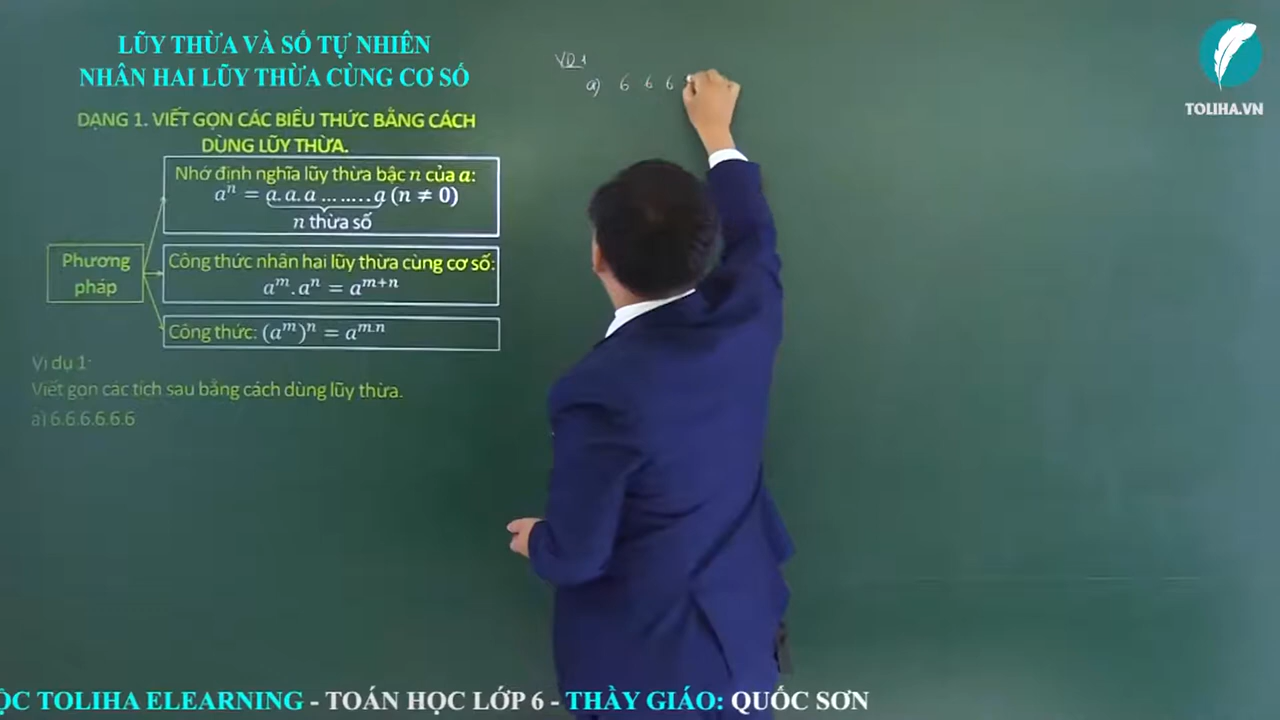 LŨY THỪA VÀ SỐ TỰ NHIÊN
NHÂN HAI LŨY THỪA CÙNG CƠ SỐ
DẠNG 1. VIẾT GỌN CÁC BIỂU THỨC BẰNG CÁCH
DÙNG LŨY THỪA.
Nhớ định nghĩa lũy thừa bậc n của a:
aⁿ = a. a. a ........ a (n ≠ 0)
n thừa số
Phương
pháp
Công thức nhân hai lũy thừa cùng cơ số:
aᵐ. aⁿ = aᵐ⁺ⁿ
Công thức: (aᵐ)ⁿ = aᵐ·ⁿ
Ví dụ 1:
Viết gọn các tích sau bằng cách dùng lũy thừa.
a) 6.6.6.6.6.6
VD1
a) 6 6 6
TOLIHA.VN
ỘC TOLIHA ELEARNING - TOÁN HỌC LỚP 6 - THẦY GIÁO: QUỐC SƠN